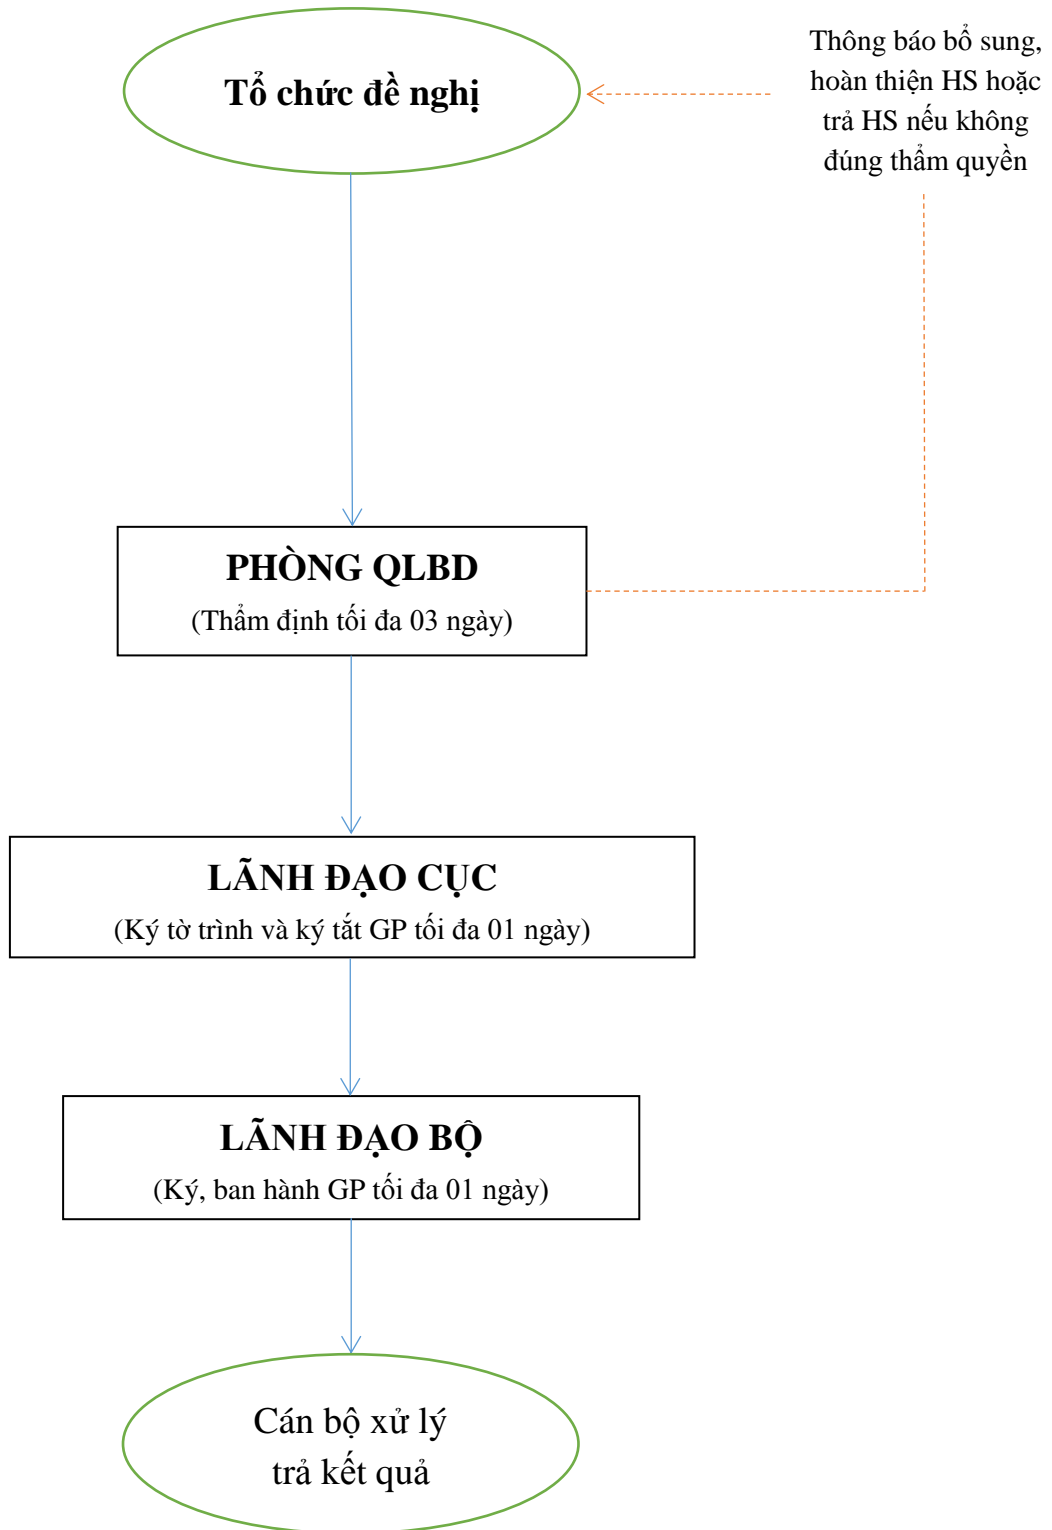 Tổ chức đề nghị
Thông báo bổ sung,
hoàn thiện HS hoặc
trả HS nếu không
đúng thẩm quyền
PHÒNG QLBD
(Thẩm định tối đa 03 ngày)
LÃNH ĐẠO CỤC
(Ký tờ trình và ký tắt GP tối đa 01 ngày)
LÃNH ĐẠO BỘ
(Ký, ban hành GP tối đa 01 ngày)
Cán bộ xử lý
trả kết quả